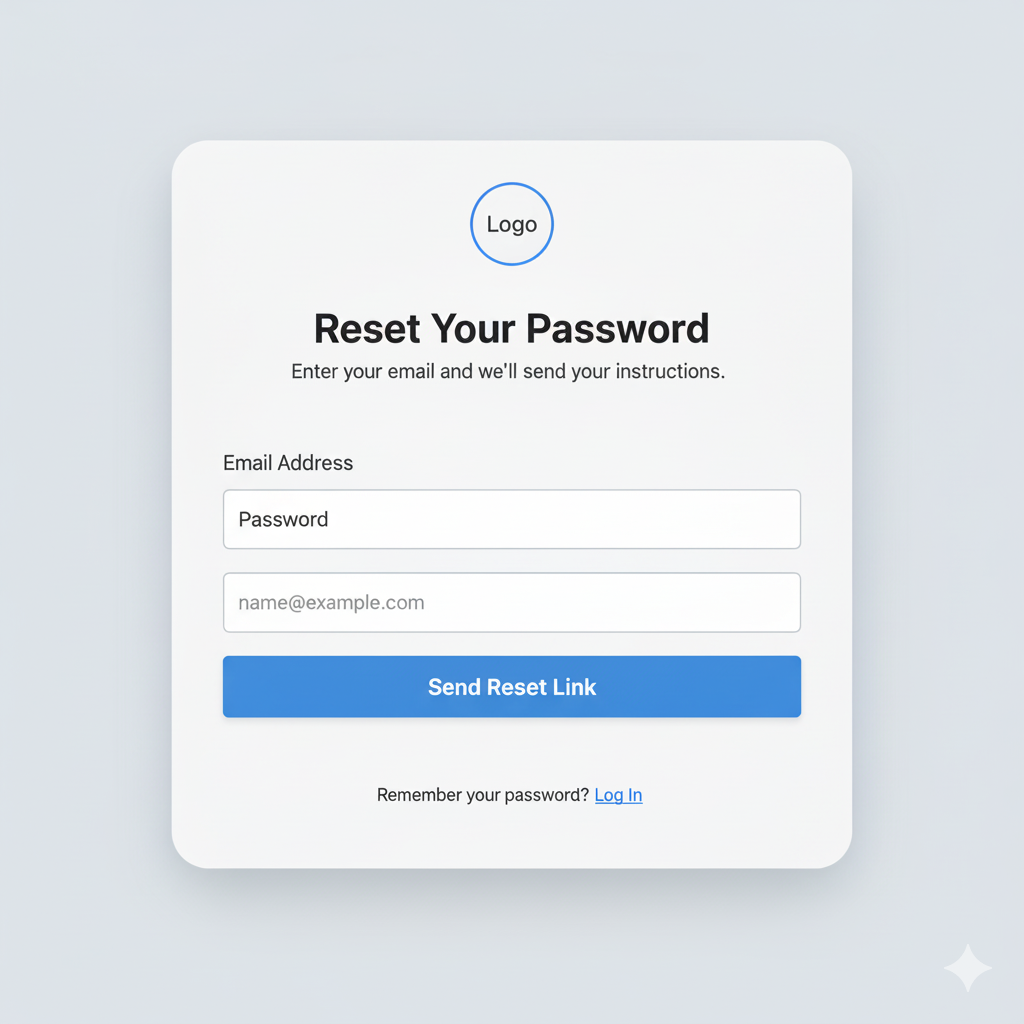 Logo
Reset Your Password
Enter your email and we'll send your instructions.
Email Address
Password
name@example.com
Send Reset Link
Remember your password? Log In